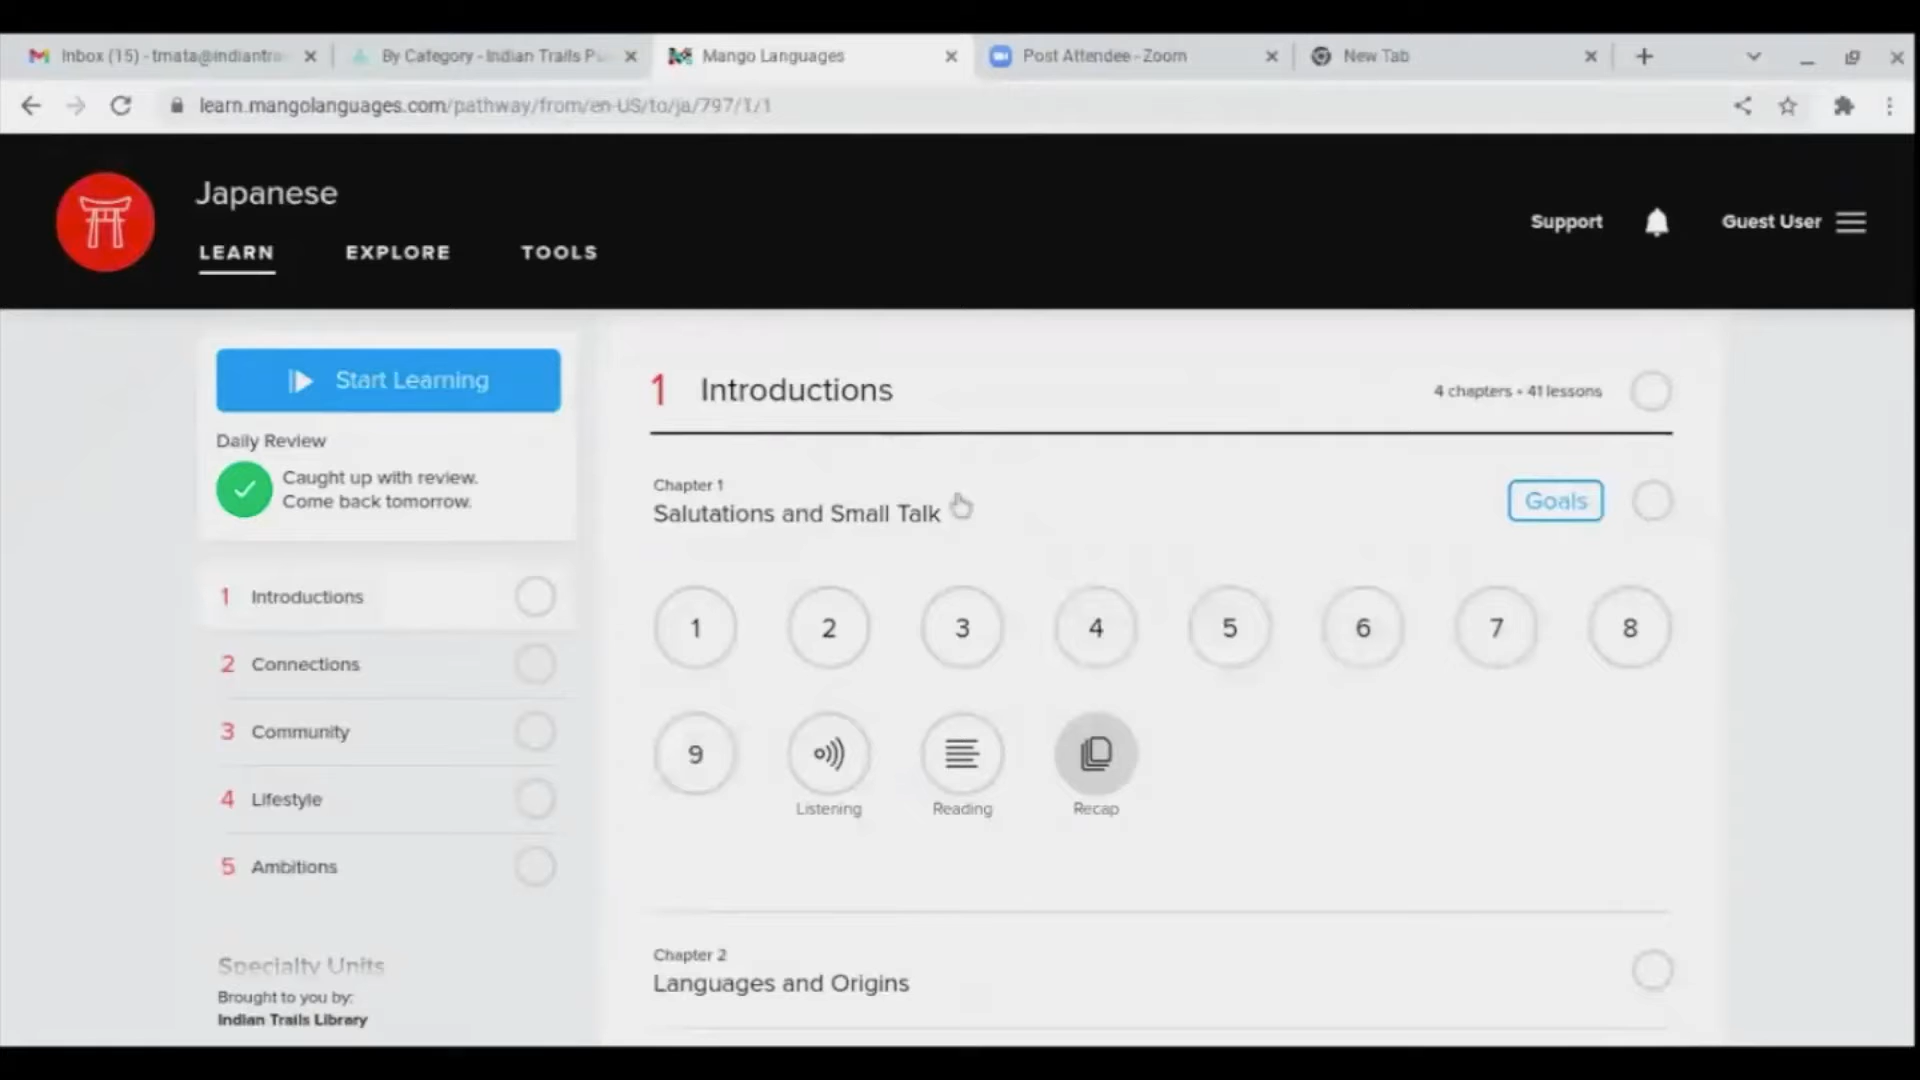 Inbox (15) - tmata@indiantra
By Category - Indian Trails Pu
Mango Languages
Post Attendee - Zoom
New Tab
learn.mangolanguages.com/pathway/from/en-US/to/ja/797/1/1
Japanese
LEARN
EXPLORE
TOOLS
Support
Guest User
Start Learning
Daily Review
Caught up with review.
Come back tomorrow.
1 Introductions
2 Connections
3 Community
4 Lifestyle
5 Ambitions
Specialty Units
Brought to you by:
Indian Trails Library
1 Introductions
4 chapters • 41 lessons
Chapter 1
Salutations and Small Talk
Goals
1 2 3 4 5 6 7 8
9
Listening
Reading
Recap
Chapter 2
Languages and Origins